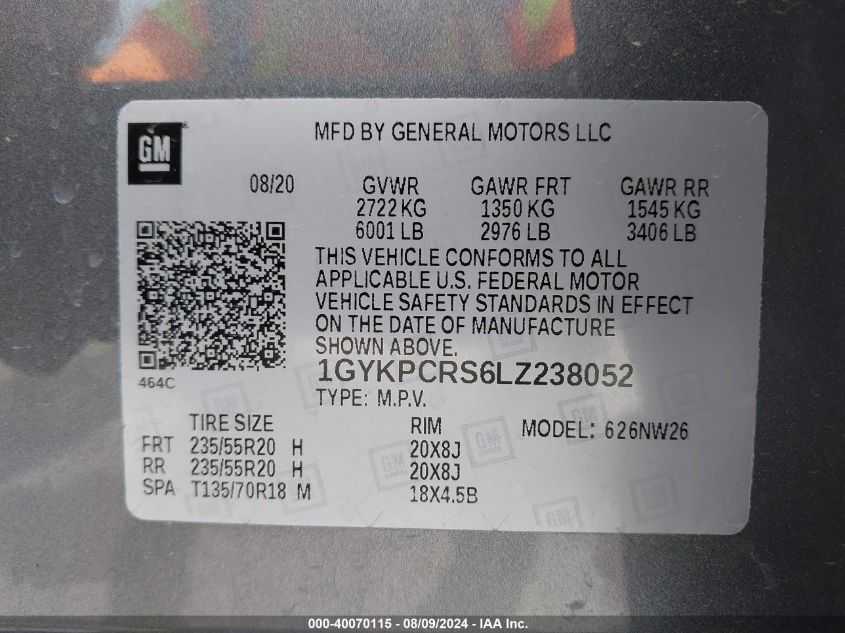 GM
MFD BY GENERAL MOTORS LLC
08/20 GVWR GAWR FRT GAWR RR
2722 KG 1350 KG 1545 KG
6001 LB 2976 LB 3406 LB
THIS VEHICLE CONFORMS TO ALL
APPLICABLE U.S. FEDERAL MOTOR
VEHICLE SAFETY STANDARDS IN EFFECT
ON THE DATE OF MANUFACTURE
SHOWN ABOVE.
464C 1GYKPCRS6LZ238052
TYPE: M.P.V.
TIRE SIZE RIM MODEL: 626NW26
FRT 235/55R20 H 20X8J
RR 235/55R20 H 20X8J
SPA T135/70R18 M 18X4.5B
000-40070115 - 08/09/2024 - IAA Inc.